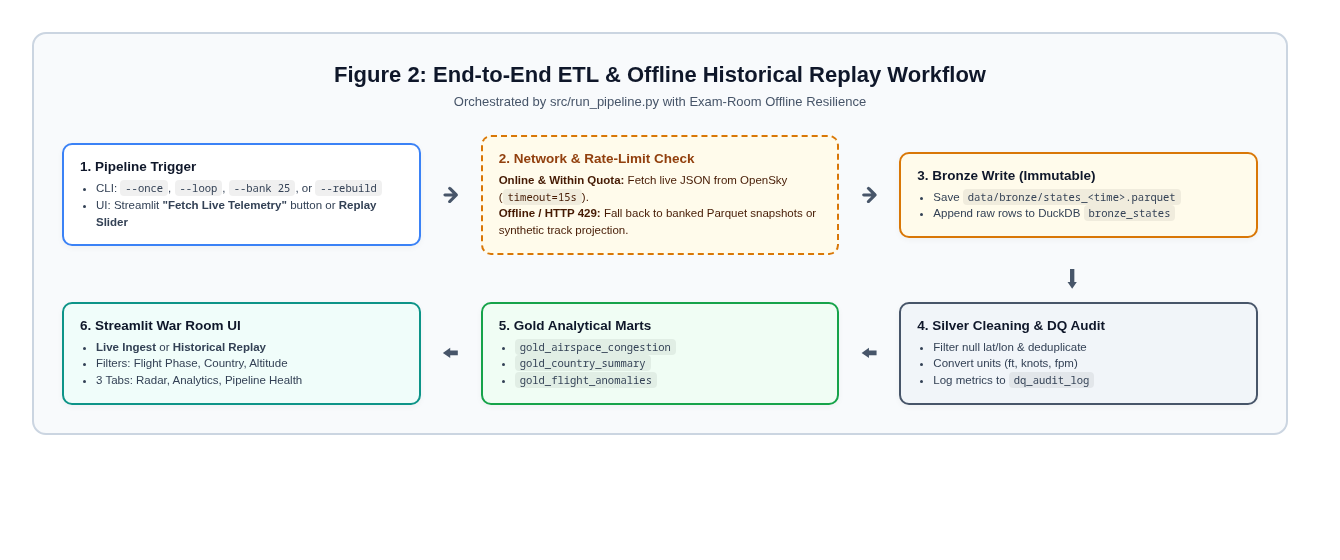 Figure 2: End-to-End ETL & Offline Historical Replay Workflow
Orchestrated by src/run_pipeline.py with Exam-Room Offline Resilience
1. Pipeline Trigger
• CLI: --once , --loop , --bank 25 , or --rebuild
• UI: Streamlit "Fetch Live Telemetry" button or Replay
Slider
2. Network & Rate-Limit Check
Online & Within Quota: Fetch live JSON from OpenSky
( timeout=15s ).
Offline / HTTP 429: Fall back to banked Parquet snapshots or
synthetic track projection.
3. Bronze Write (Immutable)
• Save data/bronze/states_<time>.parquet
• Append raw rows to DuckDB bronze_states
6. Streamlit War Room UI
• Live Ingest or Historical Replay
• Filters: Flight Phase, Country, Altitude
• 3 Tabs: Radar, Analytics, Pipeline Health
5. Gold Analytical Marts
• gold_airspace_congestion
• gold_country_summary
• gold_flight_anomalies
4. Silver Cleaning & DQ Audit
• Filter null lat/lon & deduplicate
• Convert units (ft, knots, fpm)
• Log metrics to dq_audit_log